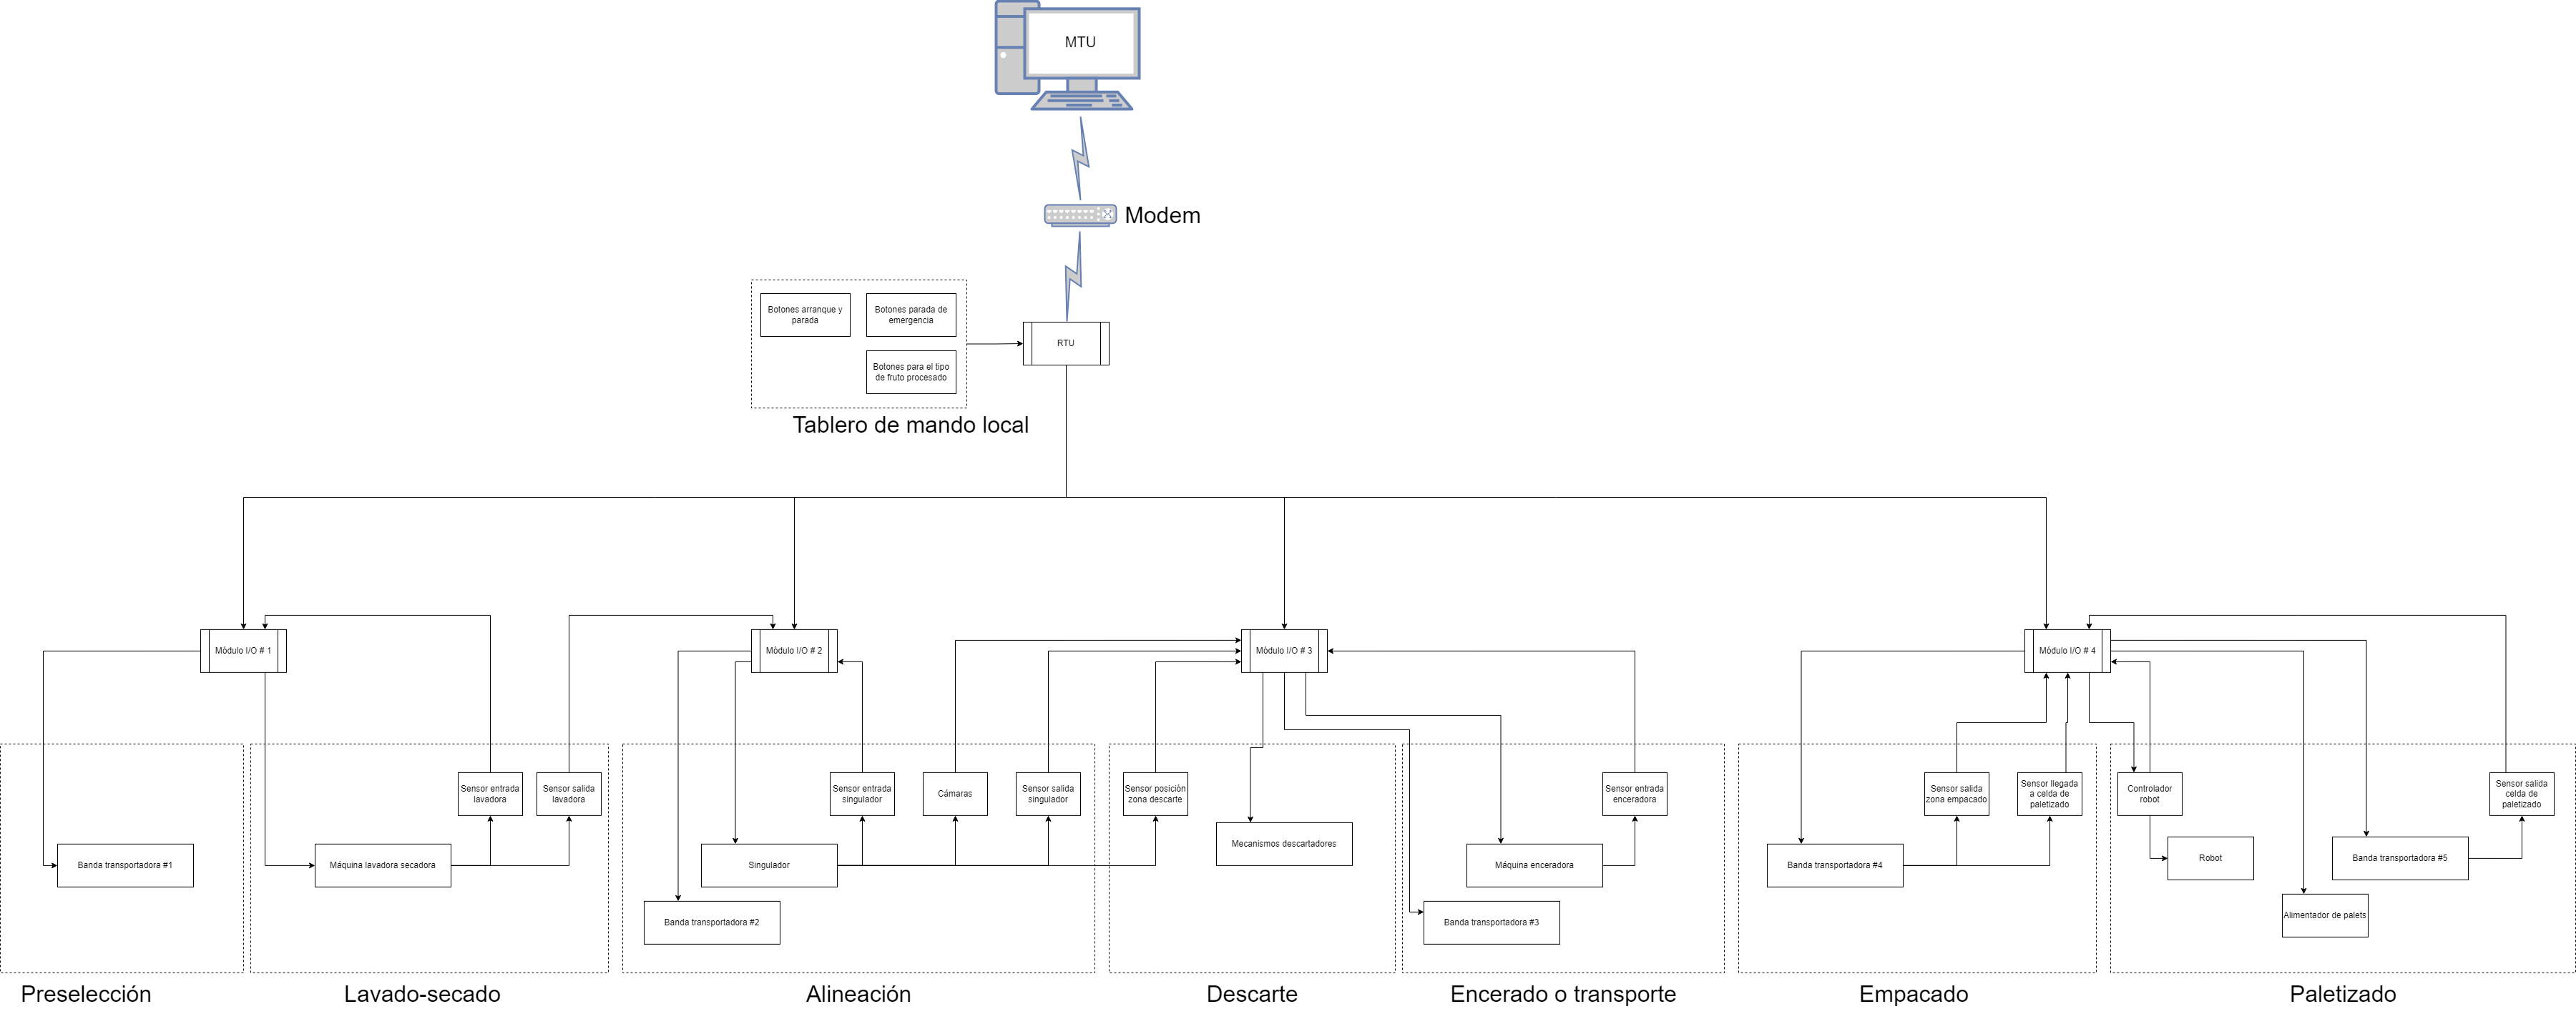 MTU
Modem
Botones arranque y
parada
Botones parada de
emergencia
RTU
Botones para el tipo
de fruto procesado
Tablero de mando local
Módulo I/O # 1
Módulo I/O # 2
Módulo I/O # 3
Módulo I/O # 4
Sensor entrada
lavadora
Sensor salida
lavadora
Sensor entrada
singulador
Cámaras
Sensor salida
singulador
Sensor posición
zona descarte
Sensor entrada
enceradora
Sensor salida
zona empacado
Sensor llegada
a celda de
paletizado
Controlador
robot
Sensor salida
celda de
paletizado
Banda transportadora #1
Máquina lavadora secadora
Singulador
Mecanismos descartadores
Máquina enceradora
Banda transportadora #4
Robot
Banda transportadora #5
Banda transportadora #2
Banda transportadora #3
Alimentador de palets
Preselección
Lavado-secado
Alineación
Descarte
Encerado o transporte
Empacado
Paletizado